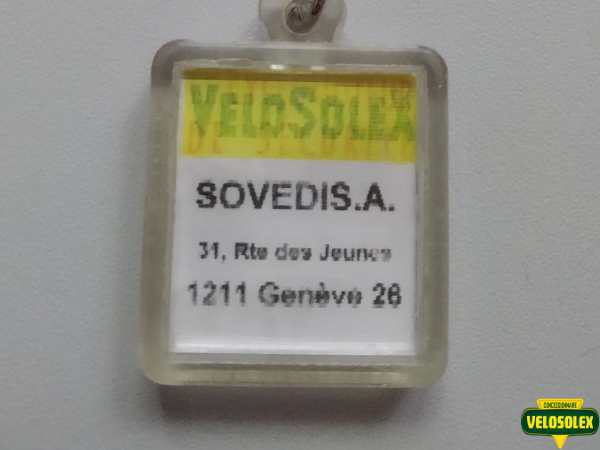 VELOSOLEX
SOVEDIS.A.
31, Rte des Jeunes
1211 Genève 26
CONCESSIONNAIRE
VELOSOLEX